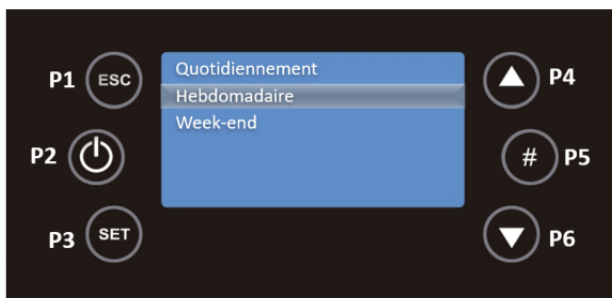 P1 ESC
P2
P3 SET
Quotidiennement
Hebdomadaire
Week-end
P4
# P5
P6